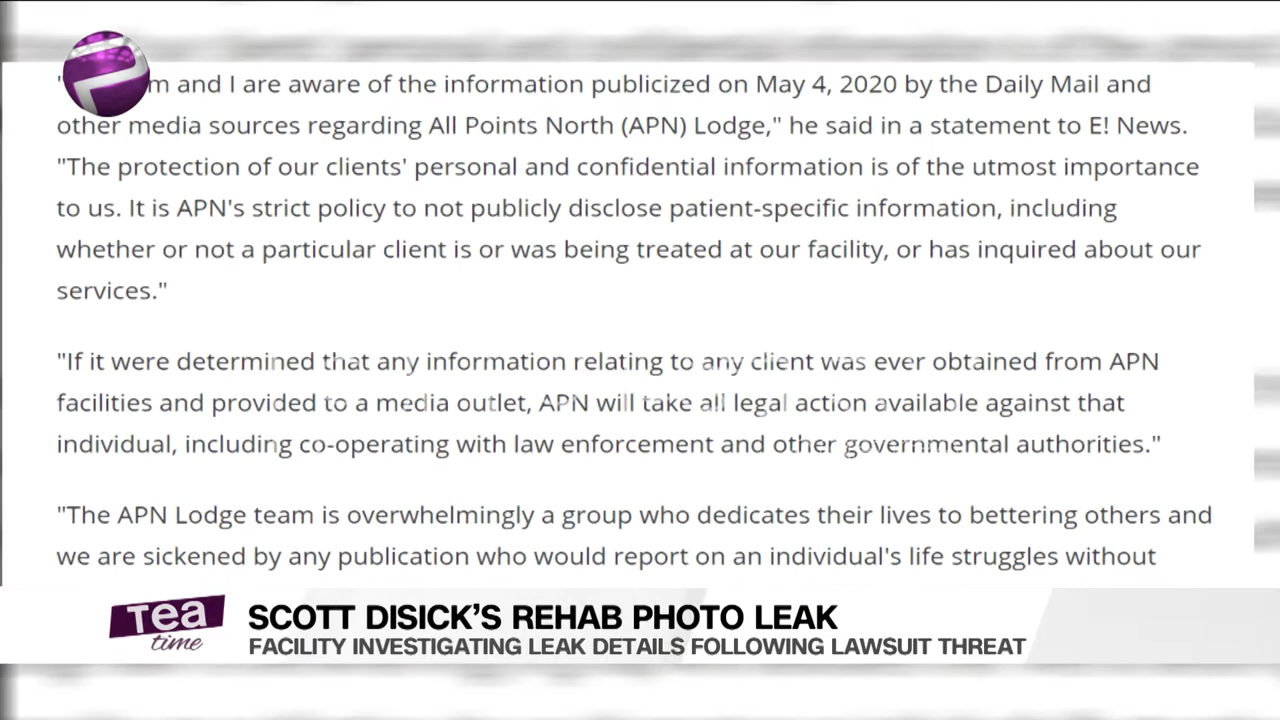 " m and I are aware of the information publicized on May 4, 2020 by the Daily Mail and
other media sources regarding All Points North (APN) Lodge," he said in a statement to E! News.
"The protection of our clients' personal and confidential information is of the utmost importance
to us. It is APN's strict policy to not publicly disclose patient-specific information, including
whether or not a particular client is or was being treated at our facility, or has inquired about our
services."
"If it were determined that any information relating to any client was ever obtained from APN
facilities and provided to a media outlet, APN will take all legal action available against that
individual, including co-operating with law enforcement and other governmental authorities."
"The APN Lodge team is overwhelmingly a group who dedicates their lives to bettering others and
we are sickened by any publication who would report on an individual's life struggles without
Tea
time
SCOTT DISICK'S REHAB PHOTO LEAK
FACILITY INVESTIGATING LEAK DETAILS FOLLOWING LAWSUIT THREAT